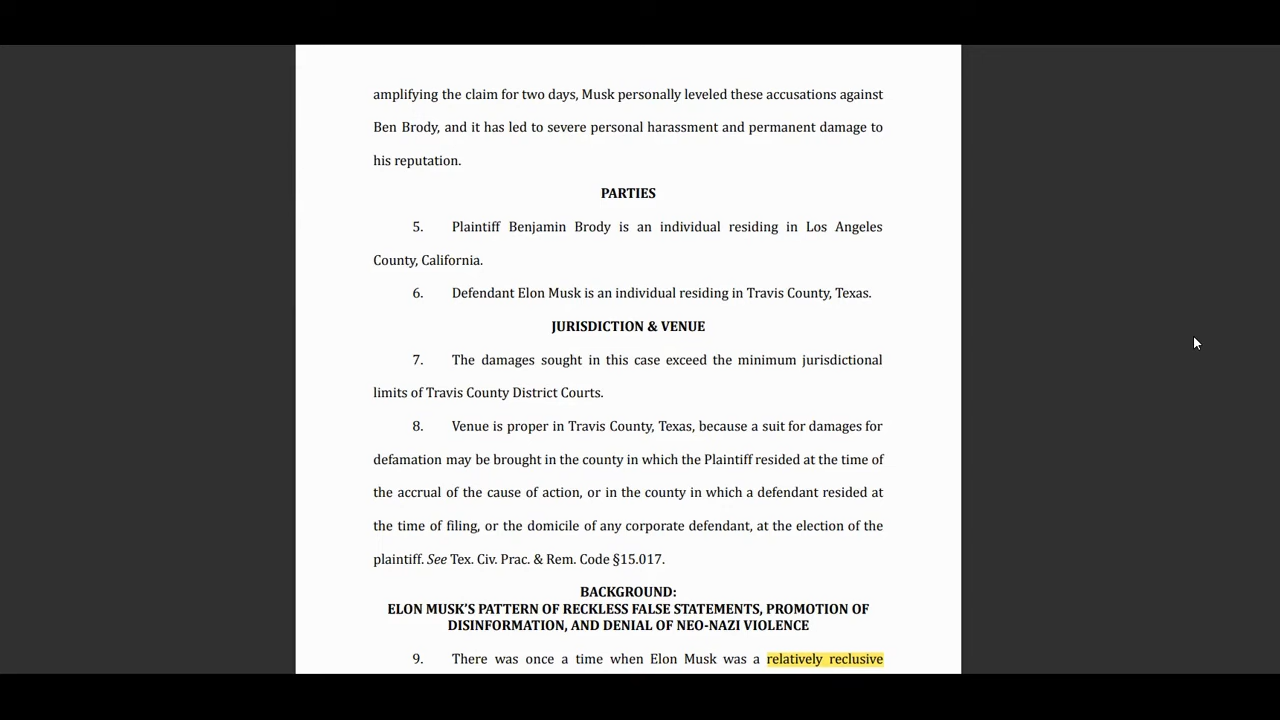 amplifying the claim for two days, Musk personally leveled these accusations against
Ben Brody, and it has led to severe personal harassment and permanent damage to
his reputation.
PARTIES
5. Plaintiff Benjamin Brody is an individual residing in Los Angeles
County, California.
6. Defendant Elon Musk is an individual residing in Travis County, Texas.
JURISDICTION & VENUE
7. The damages sought in this case exceed the minimum jurisdictional
limits of Travis County District Courts.
8. Venue is proper in Travis County, Texas, because a suit for damages for
defamation may be brought in the county in which the Plaintiff resided at the time of
the accrual of the cause of action, or in the county in which a defendant resided at
the time of filing, or the domicile of any corporate defendant, at the election of the
plaintiff. See Tex. Civ. Prac. & Rem. Code §15.017.
BACKGROUND:
ELON MUSK’S PATTERN OF RECKLESS FALSE STATEMENTS, PROMOTION OF
DISINFORMATION, AND DENIAL OF NEO-NAZI VIOLENCE
9. There was once a time when Elon Musk was a relatively reclusive